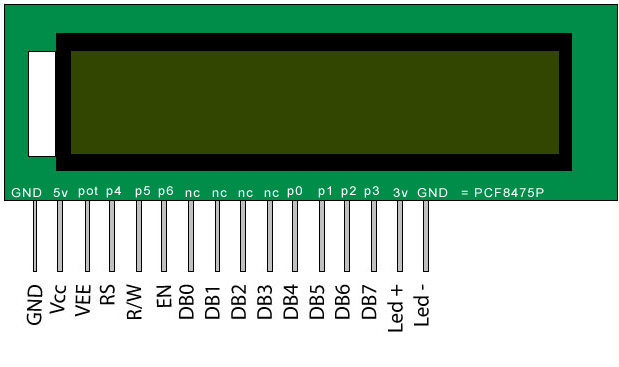 GND 5v pot p4 p5 p6 nc nc nc nc p0 p1 p2 p3 3v GND = PCF8475P
GND Vcc VEE RS R/W EN DB0 DB1 DB2 DB3 DB4 DB5 DB6 DB7 Led + Led -